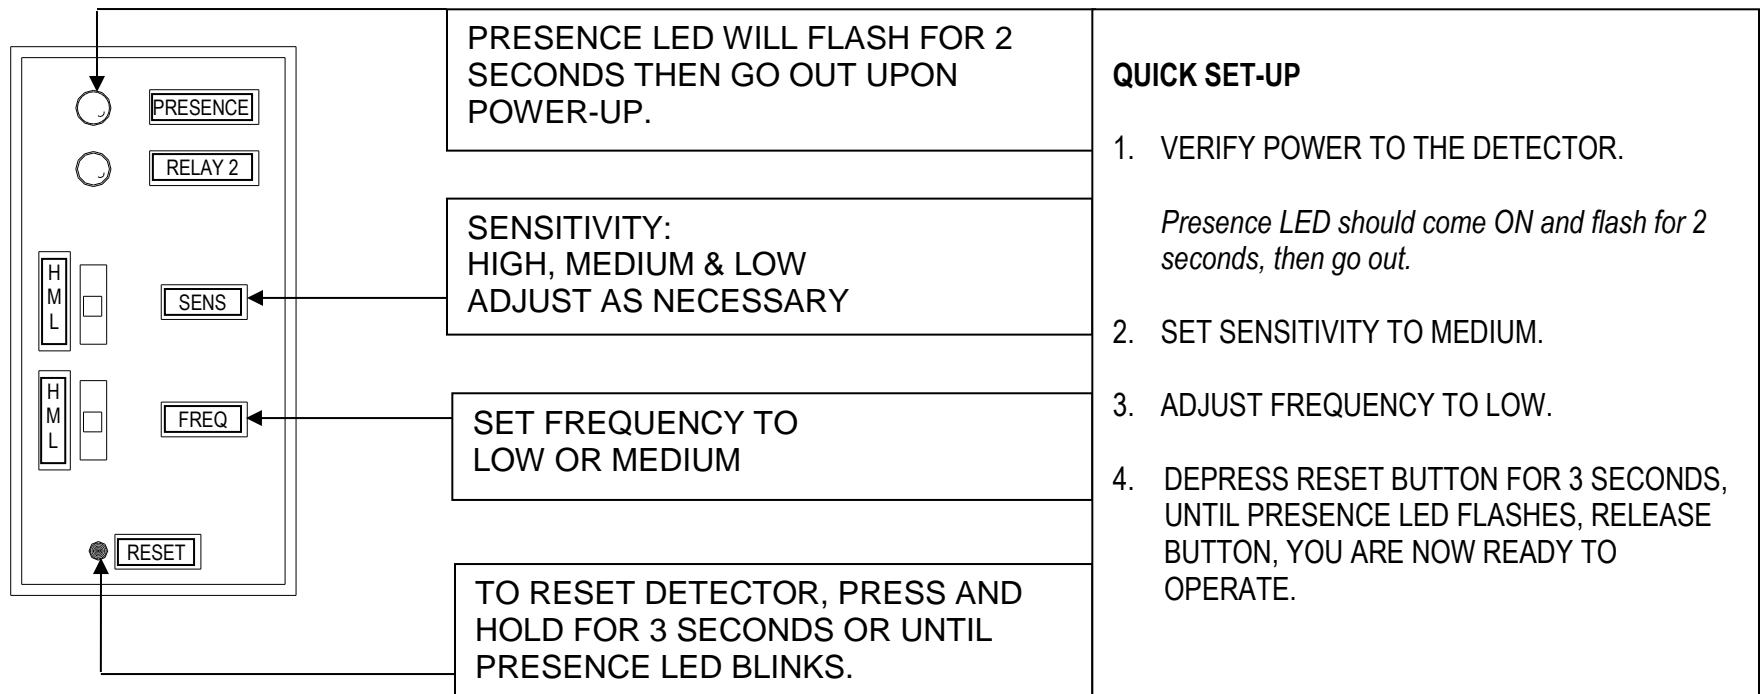 PRESENCE
RELAY 2
H
M
L
SENS
H
M
L
FREQ
RESET
PRESENCE LED WILL FLASH FOR 2
SECONDS THEN GO OUT UPON
POWER-UP.
SENSITIVITY:
HIGH, MEDIUM & LOW
ADJUST AS NECESSARY
SET FREQUENCY TO
LOW OR MEDIUM
TO RESET DETECTOR, PRESS AND
HOLD FOR 3 SECONDS OR UNTIL
PRESENCE LED BLINKS.
QUICK SET-UP
1. VERIFY POWER TO THE DETECTOR.
Presence LED should come ON and flash for 2
seconds, then go out.
2. SET SENSITIVITY TO MEDIUM.
3. ADJUST FREQUENCY TO LOW.
4. DEPRESS RESET BUTTON FOR 3 SECONDS,
UNTIL PRESENCE LED FLASHES, RELEASE
BUTTON, YOU ARE NOW READY TO
OPERATE.